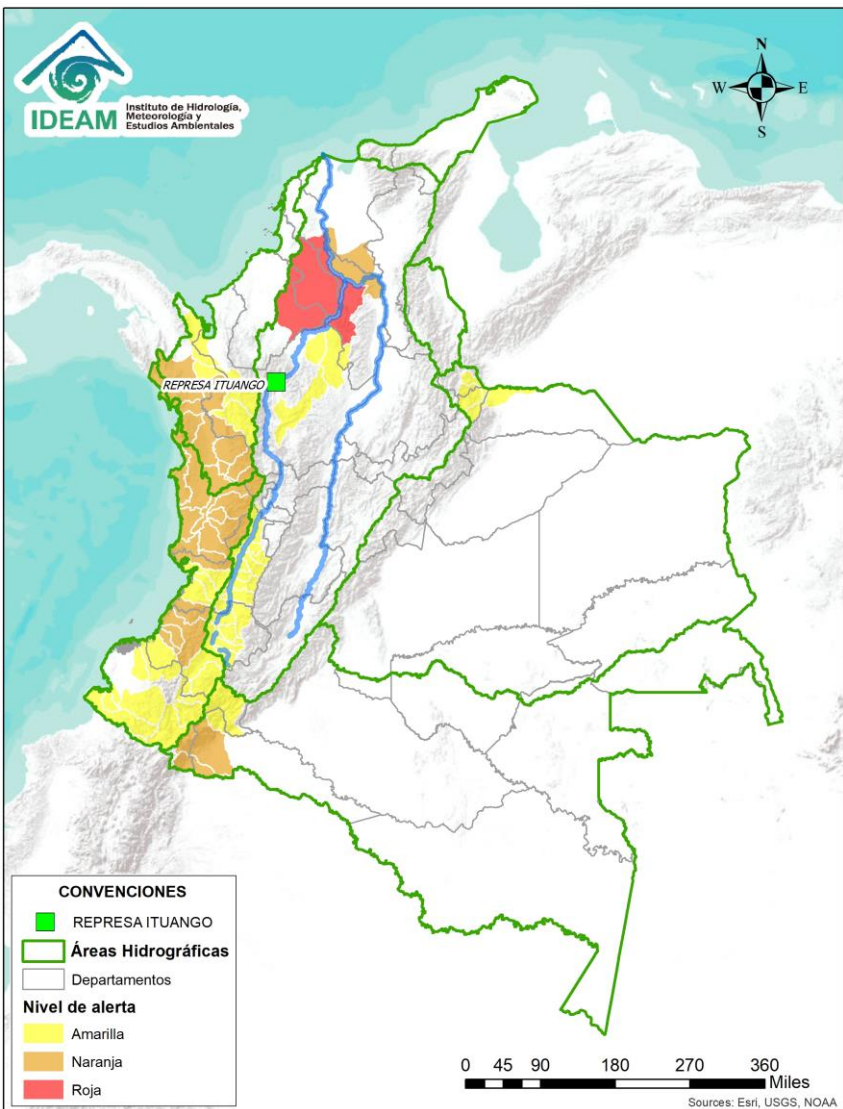 IDEAM
Instituto de Hidrología,
Meteorología y
Estudios Ambientales
N
W
E
S
REPRESA ITUANGO
CONVENCIONES
REPRESA ITUANGO
Áreas Hidrográficas
Departamentos
Nivel de alerta
Amarilla
Naranja
Roja
0 45 90 180 270 360
Miles
Sources: Esri, USGS, NOAA